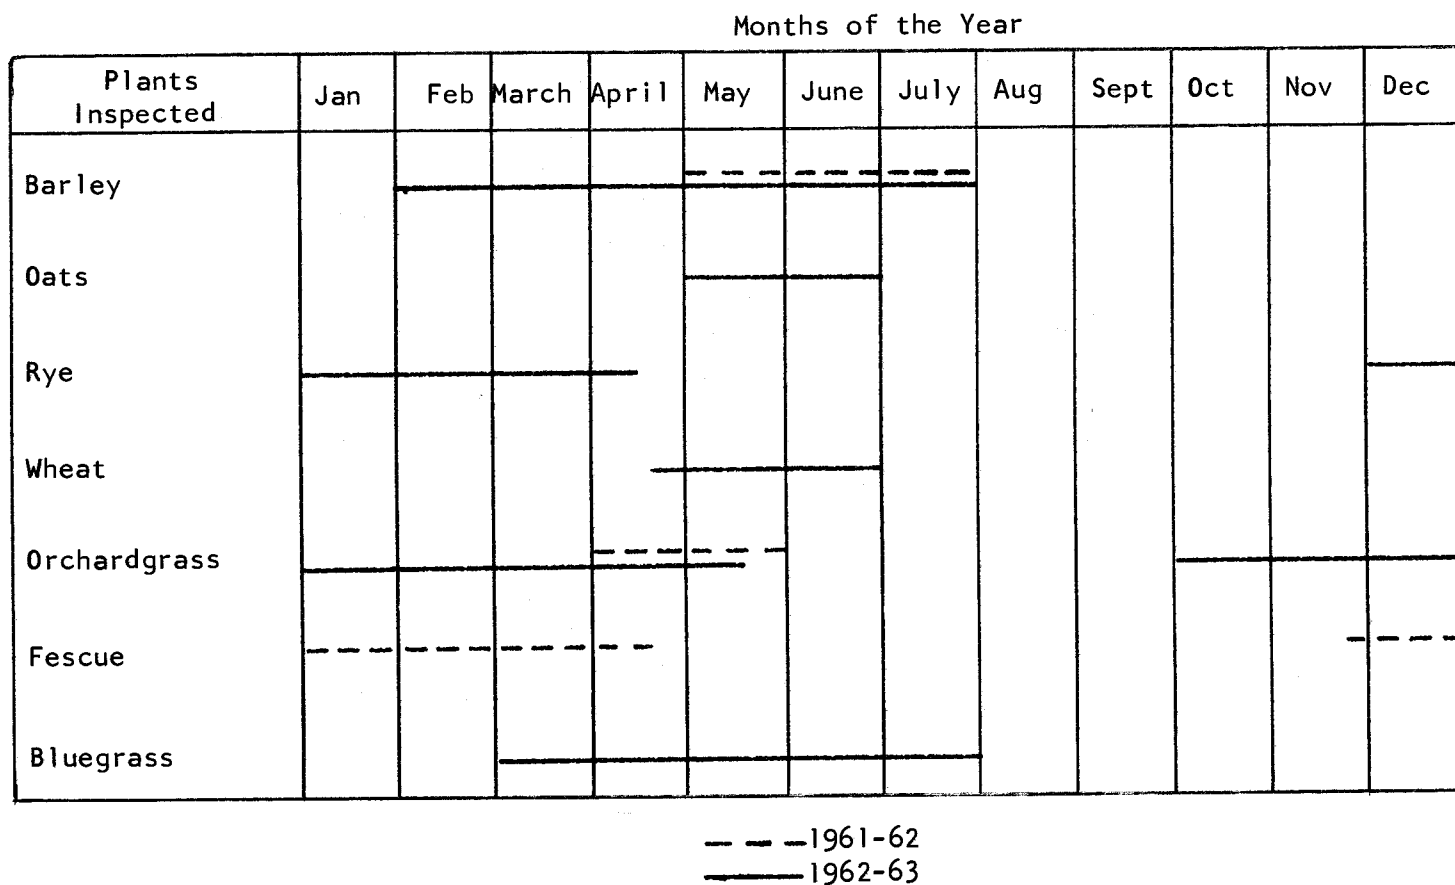 Months of the Year
Plants Inspected Jan Feb March April May June July Aug Sept Oct Nov Dec
Barley
Oats
Rye
Wheat
Orchardgrass
Fescue
Bluegrass
1961-62
1962-63